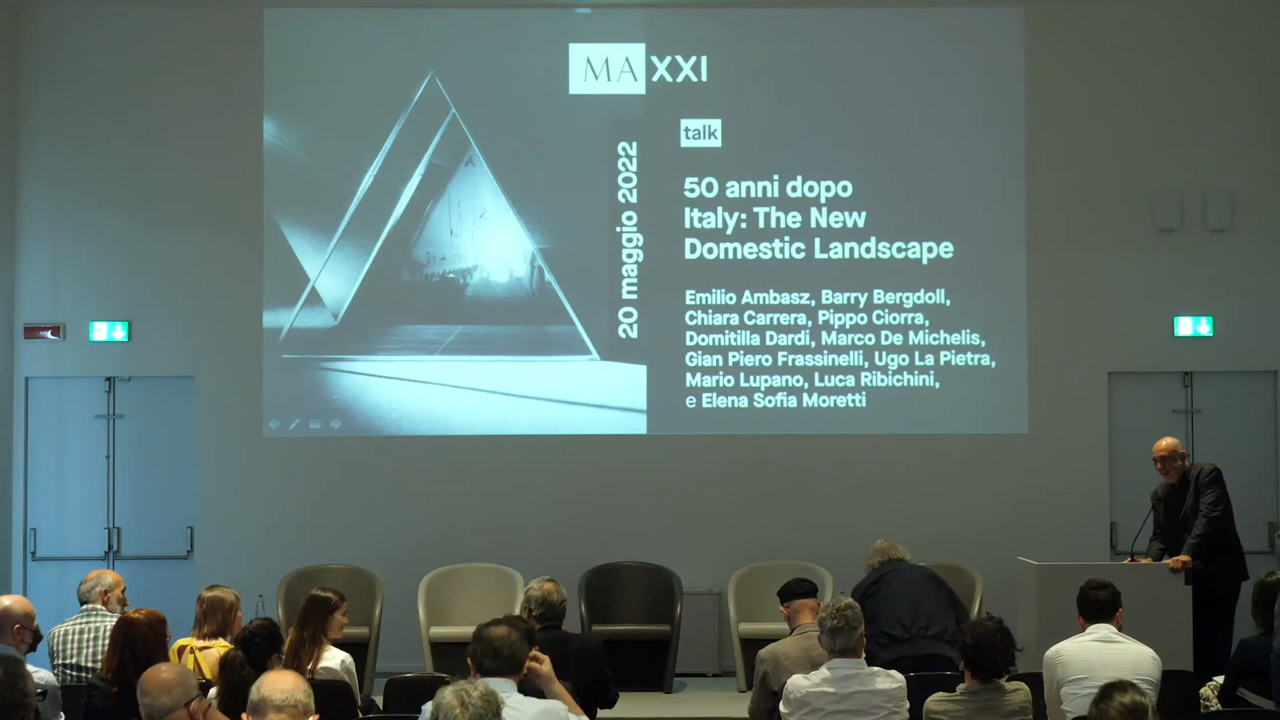 MAXXI
talk
20 maggio 2022
50 anni dopo
Italy: The New
Domestic Landscape
Emilio Ambasz, Barry Bergdoll,
Chiara Carrera, Pippo Ciorra,
Domitilla Dardi, Marco De Michelis,
Gian Piero Frassinelli, Ugo La Pietra,
Mario Lupano, Luca Ribichini,
e Elena Sofia Moretti